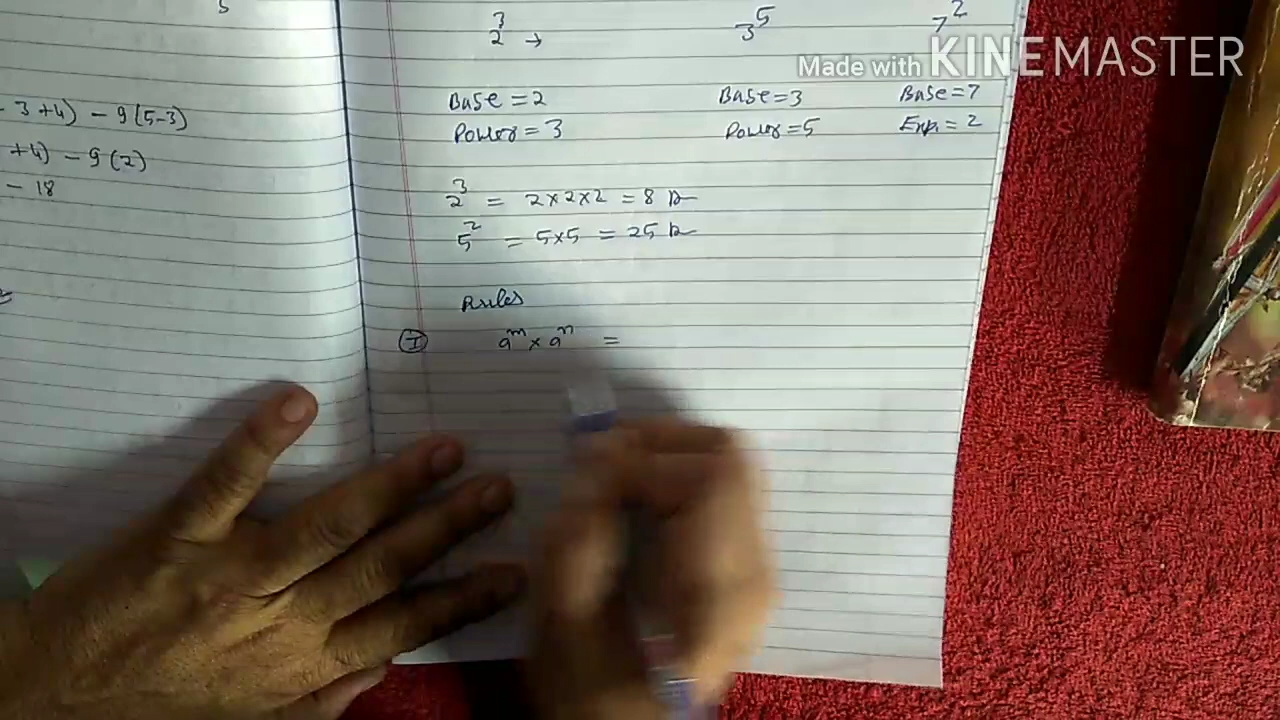 5
- 3 + 4) - 9(5-3)
+4) - 9(2)
- 18
2³ → 3⁵ 7²
Made with KINEMASTER
Base = 2 Base = 3 Base = 7
Power = 3 Power = 5 Exp. = 2
2³ = 2×2×2 = 8
5² = 5×5 = 25
Rules
(I) aᵐ × aⁿ =